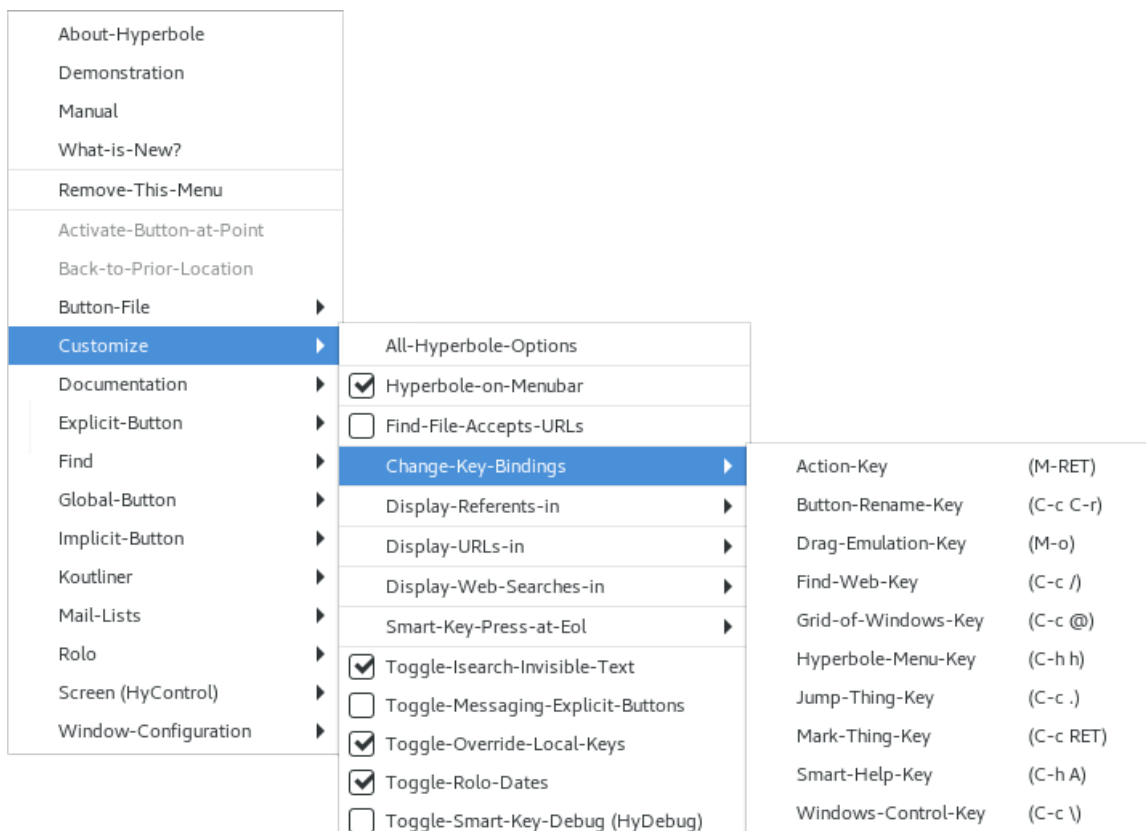 About-Hyperbole
Demonstration
Manual
What-is-New?
Remove-This-Menu
Activate-Button-at-Point
Back-to-Prior-Location
Button-File
Customize
Documentation
Explicit-Button
Find
Global-Button
Implicit-Button
Koutliner
Mail-Lists
Rolo
Screen (HyControl)
Window-Configuration
All-Hyperbole-Options
Hyperbole-on-Menubar
Find-File-Accepts-URLs
Change-Key-Bindings
Display-Referents-in
Display-URLs-in
Display-Web-Searches-in
Smart-Key-Press-at-Eol
Toggle-Isearch-Invisible-Text
Toggle-Messaging-Explicit-Buttons
Toggle-Override-Local-Keys
Toggle-Rolo-Dates
Toggle-Smart-Key-Debug (HyDebug)
Action-Key (M-RET)
Button-Rename-Key (C-c C-r)
Drag-Emulation-Key (M-o)
Find-Web-Key (C-c /)
Grid-of-Windows-Key (C-c @)
Hyperbole-Menu-Key (C-h h)
Jump-Thing-Key (C-c .)
Mark-Thing-Key (C-c RET)
Smart-Help-Key (C-h A)
Windows-Control-Key (C-c \)